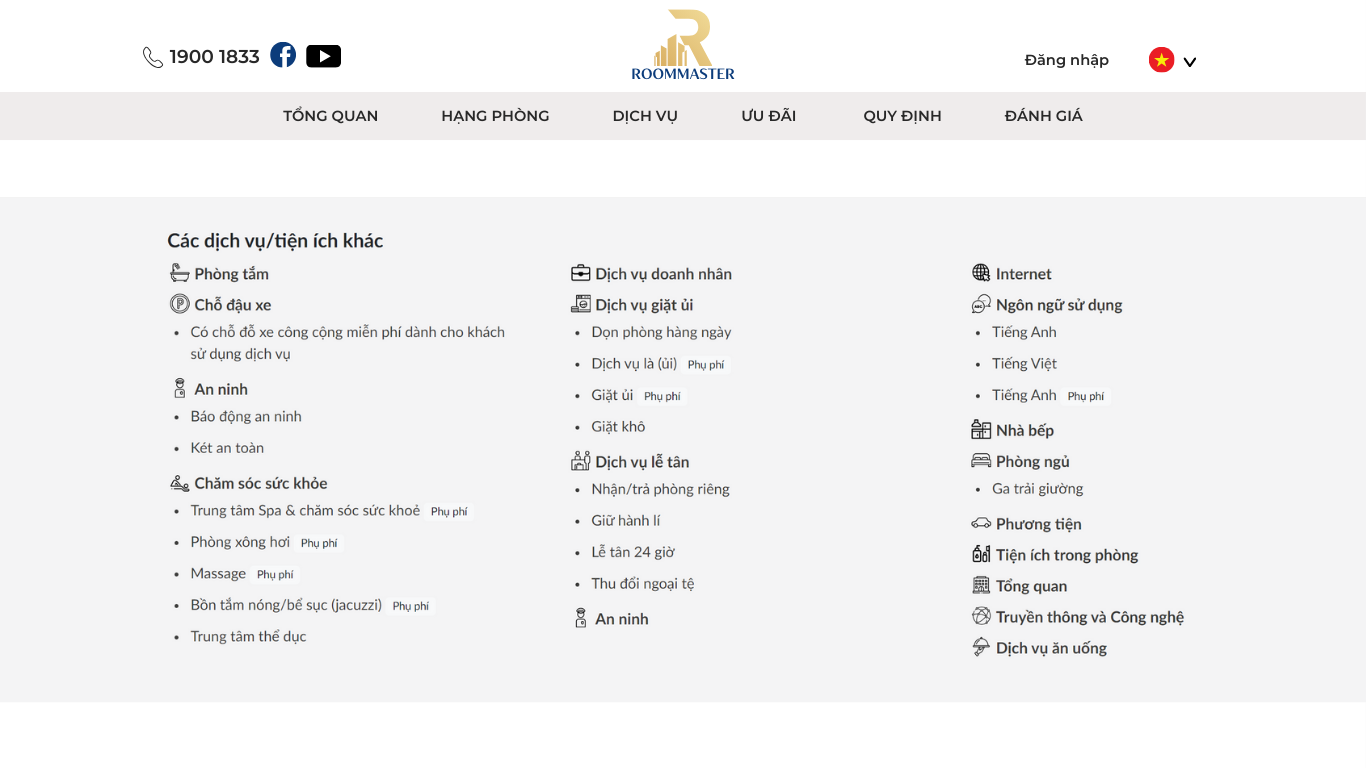 1900 1833
ROOMMASTER
Đăng nhập
TỔNG QUAN HẠNG PHÒNG DỊCH VỤ ƯU ĐÃI QUY ĐỊNH ĐÁNH GIÁ
Các dịch vụ/tiện ích khác
Phòng tắm
Chỗ đậu xe
Có chỗ đỗ xe công cộng miễn phí dành cho khách
sử dụng dịch vụ
An ninh
Báo động an ninh
Két an toàn
Chăm sóc sức khỏe
Trung tâm Spa & chăm sóc sức khoẻ Phụ phí
Phòng xông hơi Phụ phí
Massage Phụ phí
Bồn tắm nóng/bể sục (jacuzzi) Phụ phí
Trung tâm thể dục
Dịch vụ doanh nhân
Dịch vụ giặt ủi
Dọn phòng hàng ngày
Dịch vụ là (ủi) Phụ phí
Giặt ủi Phụ phí
Giặt khô
Dịch vụ lễ tân
Nhận/trả phòng riêng
Giữ hành lí
Lễ tân 24 giờ
Thu đổi ngoại tệ
An ninh
Internet
Ngôn ngữ sử dụng
Tiếng Anh
Tiếng Việt
Tiếng Anh Phụ phí
Nhà bếp
Phòng ngủ
Ga trải giường
Phương tiện
Tiện ích trong phòng
Tổng quan
Truyền thông và Công nghệ
Dịch vụ ăn uống